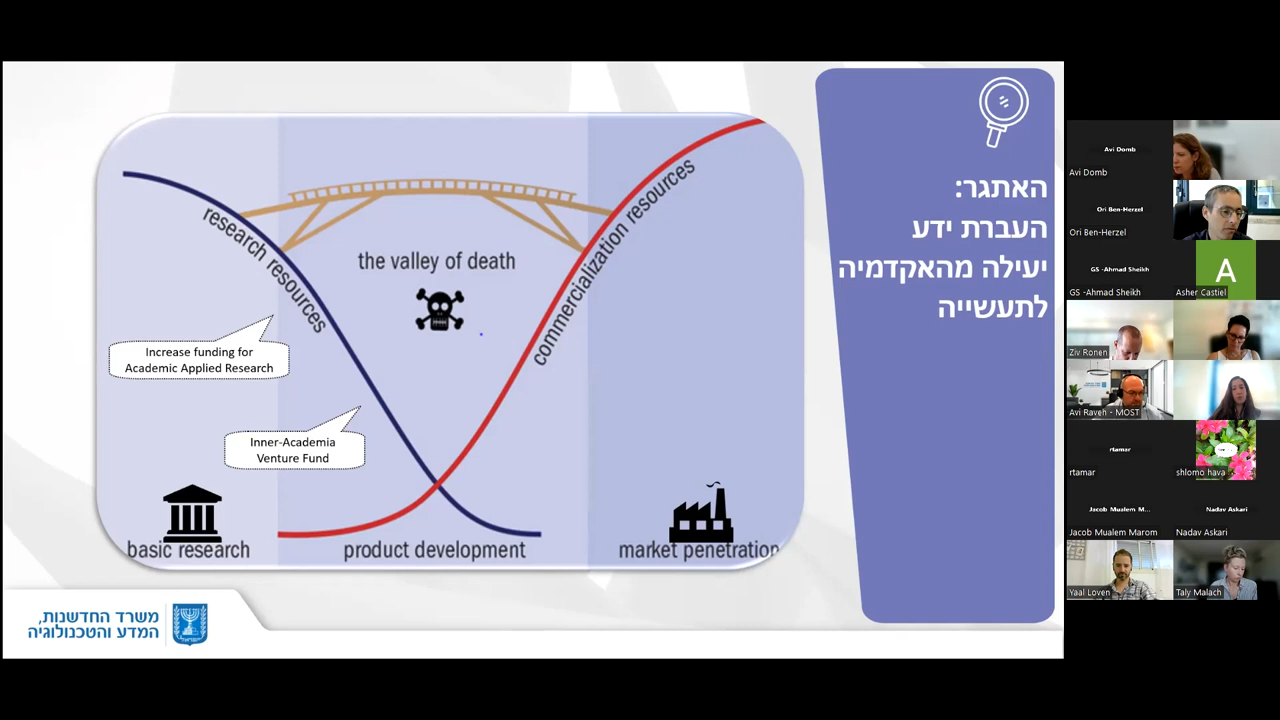 האתגר:
העברת ידע
יעילה מהאקדמיה
לתעשייה
research resources
the valley of death
commercialization resources
Increase funding for
Academic Applied Research
Inner-Academia
Venture Fund
basic research
product development
market penetration
משרד החדשנות,
המדע והטכנולוגיה
Avi Domb
Avi Domb
Ori Ben-Herzel
Ori Ben-Herzel
GS -Ahmad Sheikh
GS -Ahmad Sheikh
A
Asher Castiel
Ziv Ronen
Avi Raveh - MOST
rtamar
rtamar
shlomo hava
Jacob Mualem M...
Jacob Mualem Marom
Nadav Askari
Nadav Askari
Yaal Loven
Taly Malach